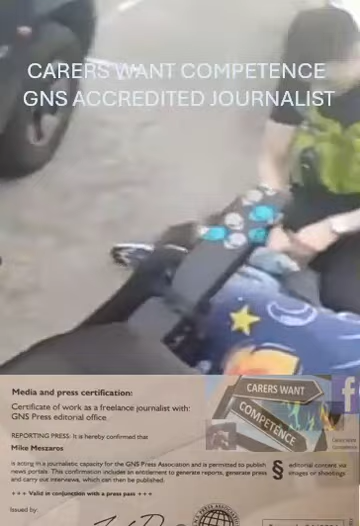 CARERS WANT COMPETENCE
GNS ACCREDITED JOURNALIST
Media and press certification:
Certificate of work as a freelance journalist with:
GNS Press editorial office.
REPORTING PRESS: It is hereby confirmed that
Mike Meszaros
is acting in a journalistic capacity for the GNS Press Association and is permitted to publish editorial content via
news portals. This confirmation includes an entitlement to generate reports, generate press images or shootings
and carry out interviews, which can then be published.
+++ Valid in conjunction with a press pass +++
Issued by:
CARERS WANT
COMPETENCE
§
f